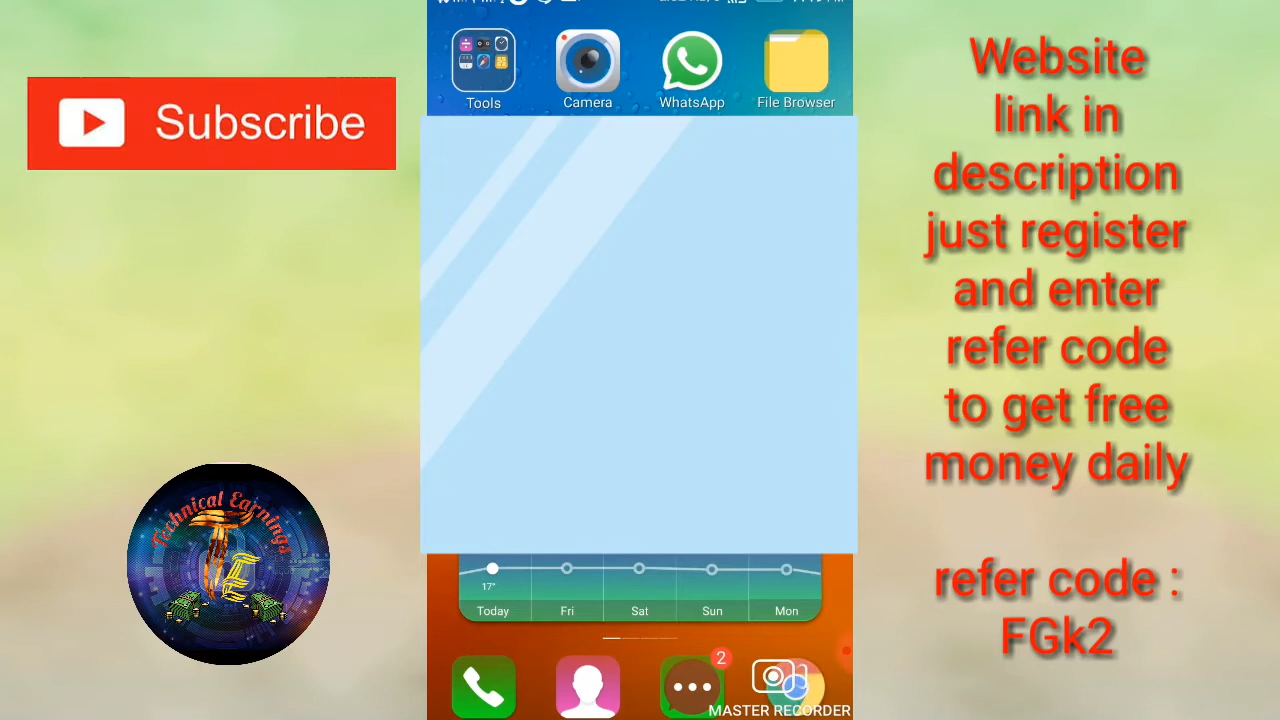 Subscribe
Technical Earnings
TE
Tools
Camera
WhatsApp
File Browser
17°
Today
Fri
Sat
Sun
Mon
2
MASTER RECORDER
Website
link in
description
just register
and enter
refer code
to get free
money daily
refer code :
FGk2